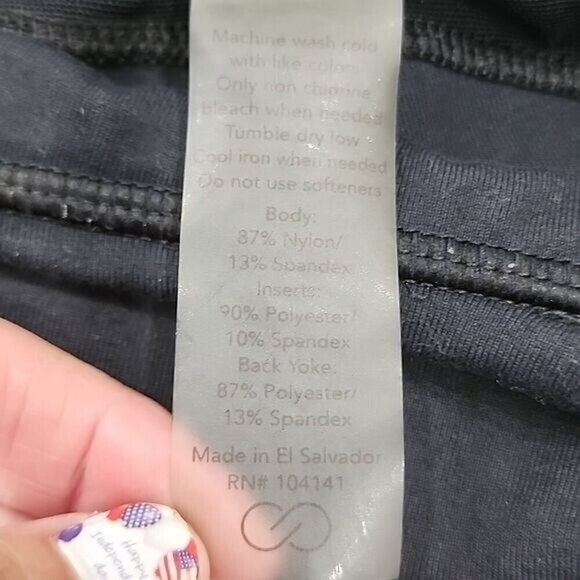 Machine wash cold
with like colors
Only non chlorine
Bleach when needed
Tumble dry low
Cool iron when needed
Do not use softeners
Body:
87% Nylon/
13% Spandex
Inserts:
90% Polyester/
10% Spandex
Back Yoke:
87% Polyester/
13% Spandex
Made in El Salvador
RN# 104141
Happy